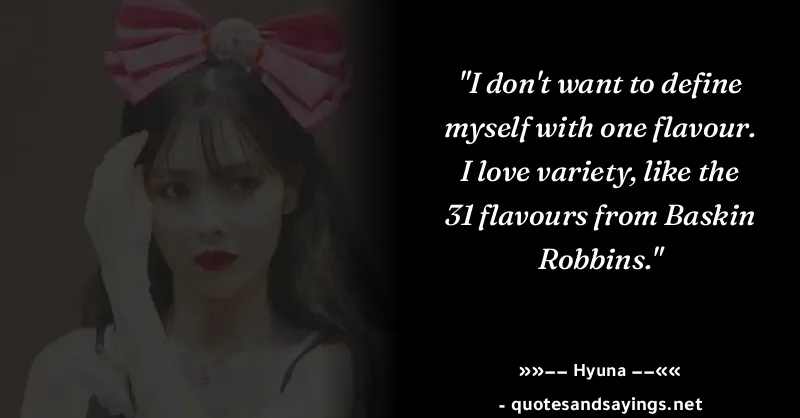 "I don't want to define
myself with one flavour.
I love variety, like the
31 flavours from Baskin
Robbins."
»»−− Hyuna −−««
- quotesandsayings.net